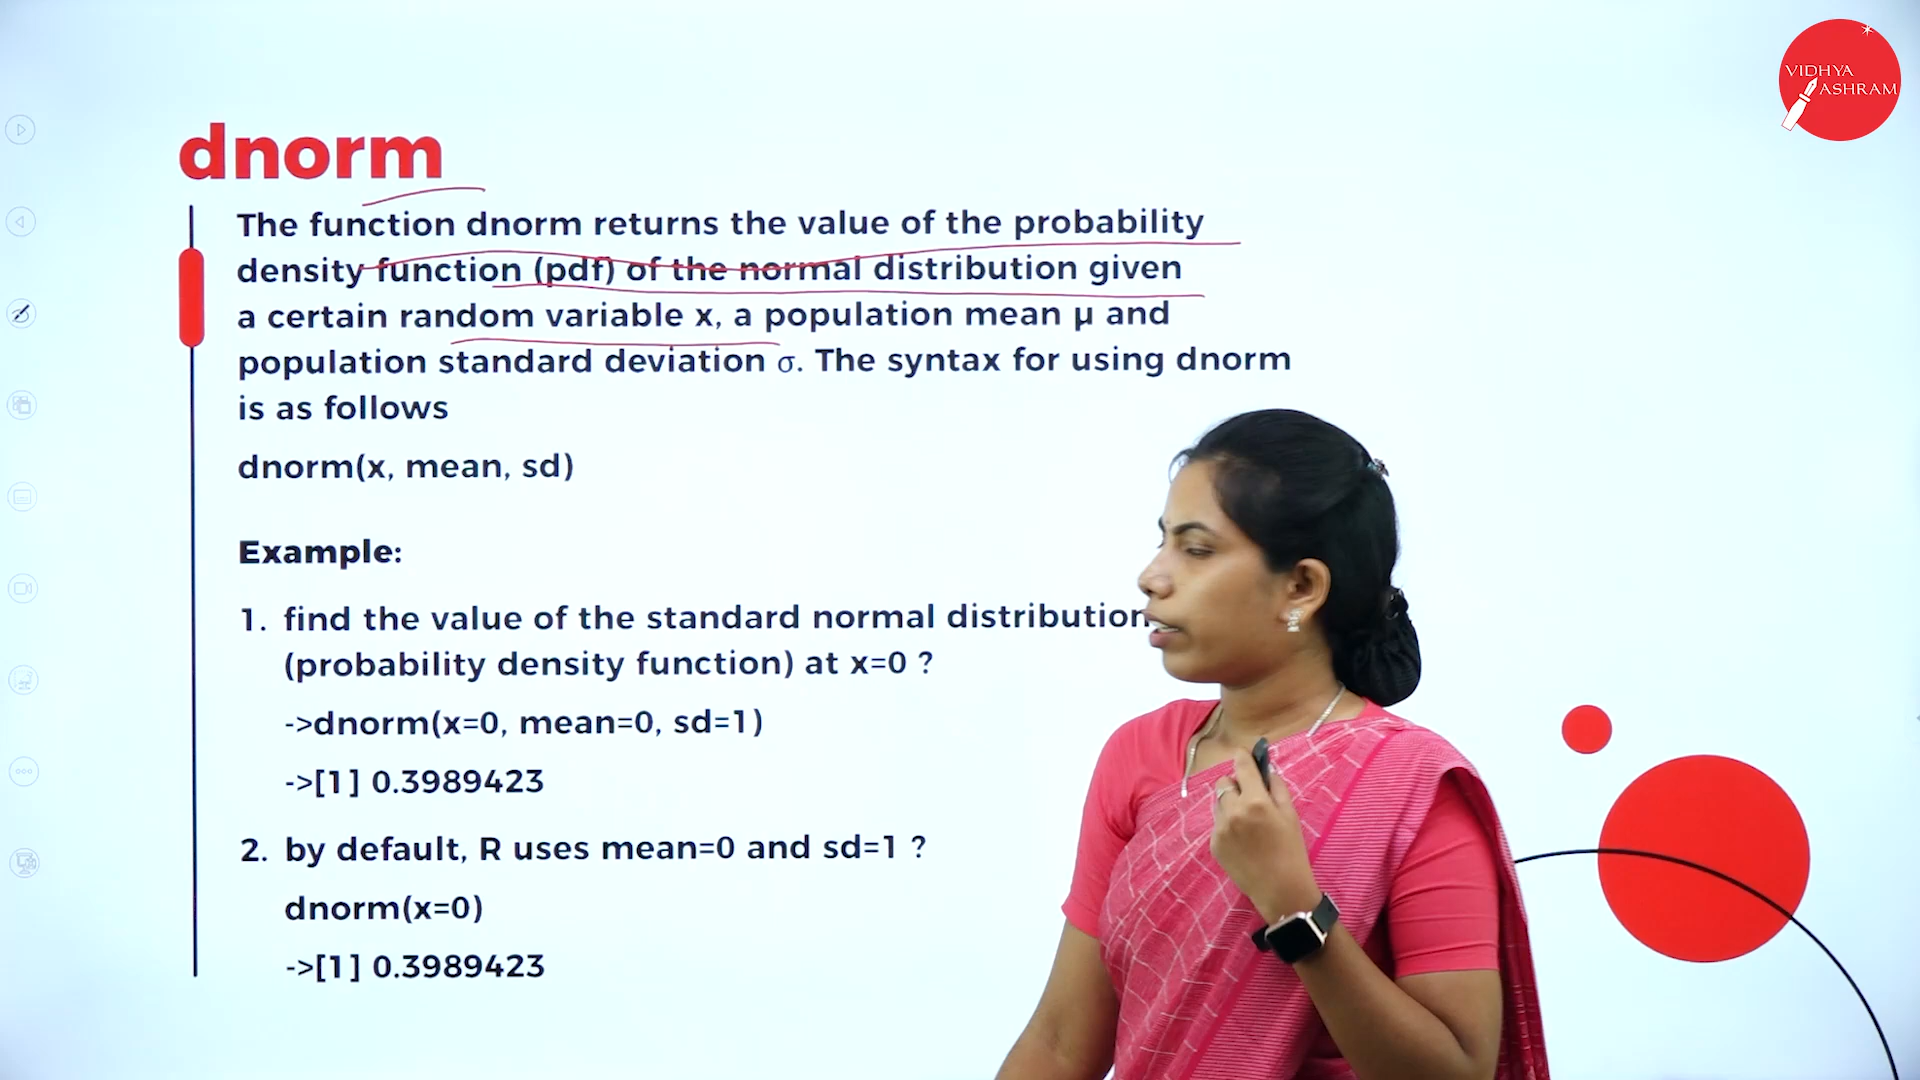 VIDHYA
ASHRAM
dnorm
The function dnorm returns the value of the probability
density function (pdf) of the normal distribution given
a certain random variable x, a population mean μ and
population standard deviation σ. The syntax for using dnorm
is as follows
dnorm(x, mean, sd)
Example:
1. find the value of the standard normal distribution
(probability density function) at x=0 ?
->dnorm(x=0, mean=0, sd=1)
->[1] 0.3989423
2. by default, R uses mean=0 and sd=1 ?
dnorm(x=0)
->[1] 0.3989423